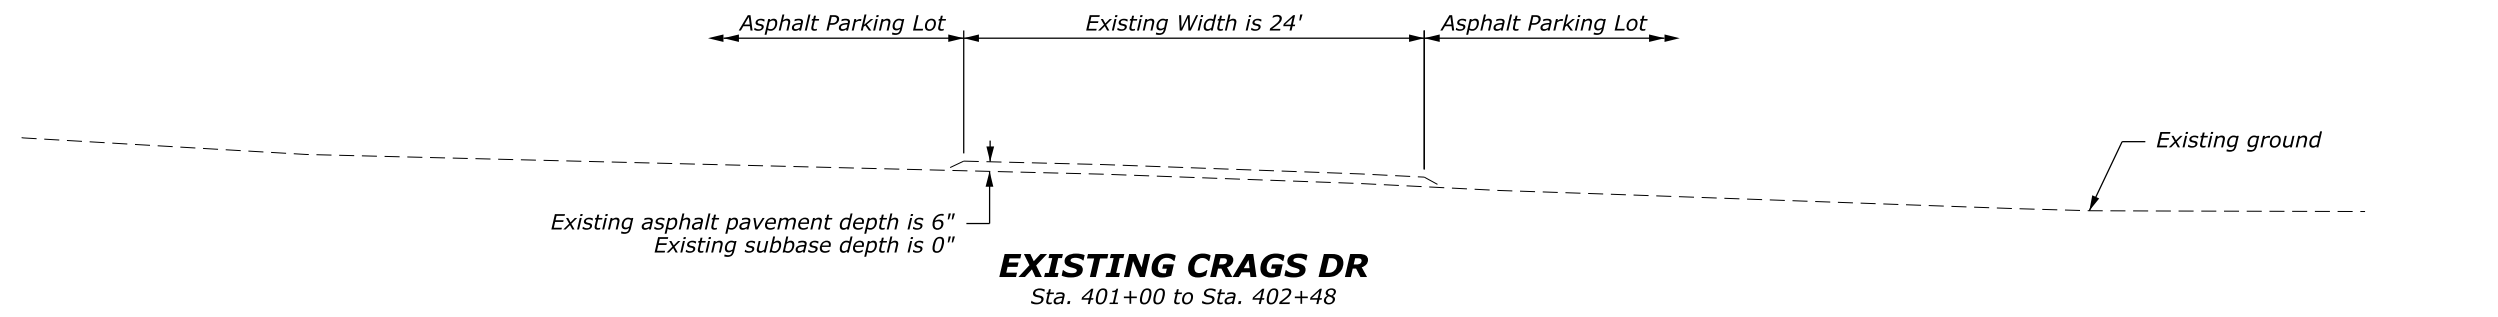 Asphalt Parking Lot
Existing Width is 24'
Asphalt Parking Lot
Existing ground
Existing asphalt pavement depth is 6"
Existing subbase depth is 0"
EXISTING CRAGS DR
Sta. 401+00 to Sta. 402+48